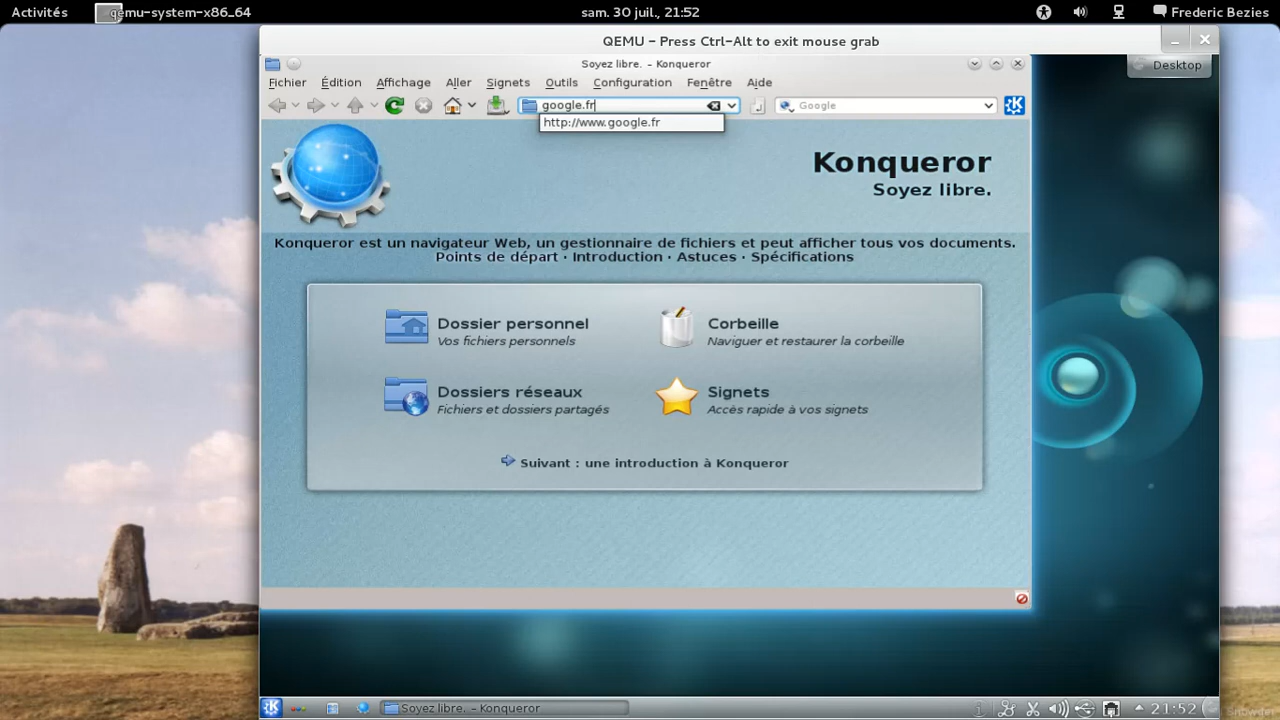 Activités
qemu-system-x86_64
sam. 30 juil., 21:52
Frederic Bezies
QEMU – Press Ctrl-Alt to exit mouse grab
Soyez libre. – Konqueror
Desktop
Fichier Édition Affichage Aller Signets Outils Configuration Fenêtre Aide
google.fr
Google
http://www.google.fr
Konqueror
Soyez libre.
Konqueror est un navigateur Web, un gestionnaire de fichiers et peut afficher tous vos documents.
Points de départ · Introduction · Astuces · Spécifications
Dossier personnel
Vos fichiers personnels
Corbeille
Naviguer et restaurer la corbeille
Dossiers réseaux
Fichiers et dossiers partagés
Signets
Accès rapide à vos signets
Suivant : une introduction à Konqueror
Soyez libre. – Konqueror
21:52